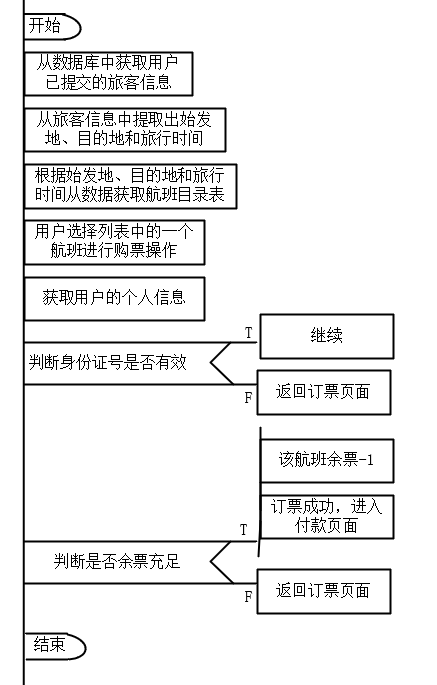 开始
从数据库中获取用户
已提交的旅客信息
从旅客信息中提取出始发
地、目的地和旅行时间
根据始发地、目的地和旅行
时间从数据获取航班目录表
用户选择列表中的一个
航班进行购票操作
获取用户的个人信息
T
继续
判断身份证号是否有效
F
返回订票页面
该航班余票-1
订票成功，进入
付款页面
T
判断是否余票充足
F
返回订票页面
结束